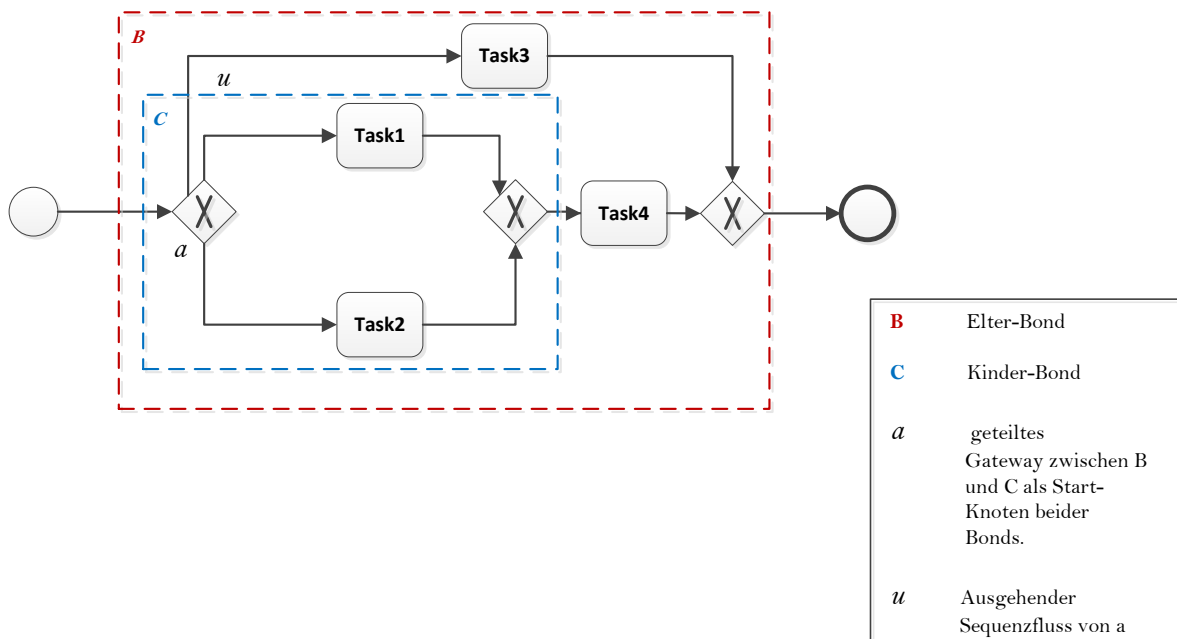 B
Task3
u
C
Task1
X
X
Task4
X
a
Task2
B Elter-Bond
C Kinder-Bond
a geteiltes
Gateway zwischen B
und C als Start-
Knoten beider
Bonds.
u Ausgehender
Sequenzfluss von a